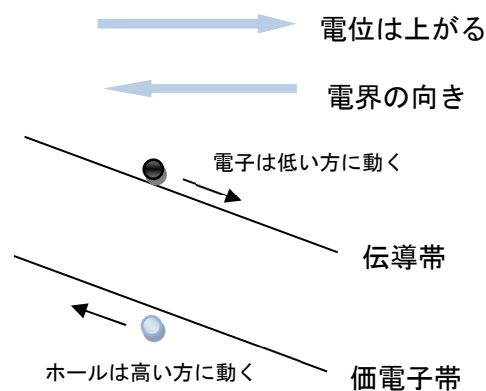 電位は上がる
電界の向き
電子は低い方に動く
伝導帯
価電子帯
ホールは高い方に動く